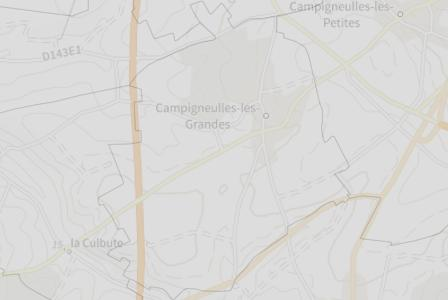 Campigneulles-les-
Petites
D143E1
Campigneulles-les-
Grandes
la Culbute